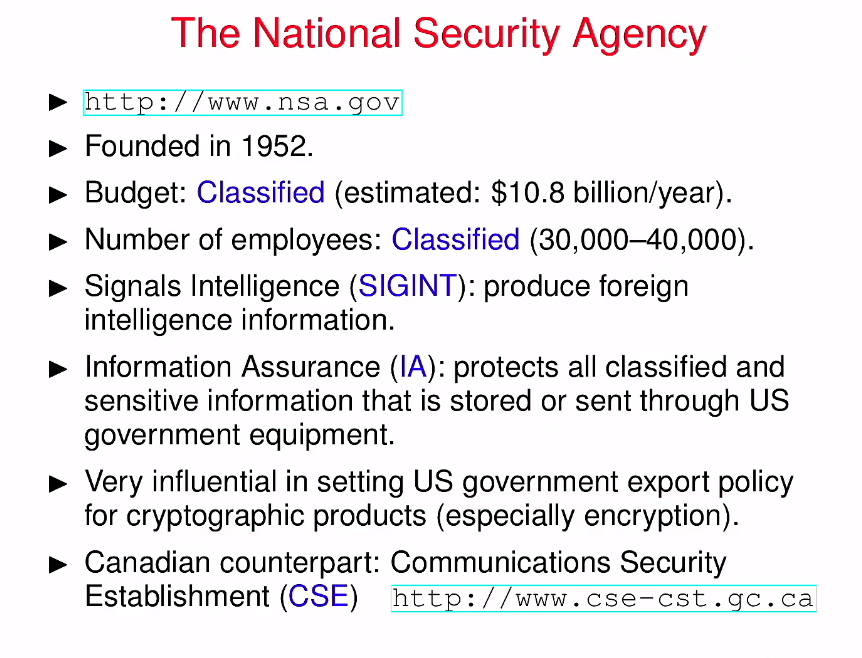 The National Security Agency
▶ http://www.nsa.gov
▶ Founded in 1952.
▶ Budget: Classified (estimated: $10.8 billion/year).
▶ Number of employees: Classified (30,000–40,000).
▶ Signals Intelligence (SIGINT): produce foreign
intelligence information.
▶ Information Assurance (IA): protects all classified and
sensitive information that is stored or sent through US
government equipment.
▶ Very influential in setting US government export policy
for cryptographic products (especially encryption).
▶ Canadian counterpart: Communications Security
Establishment (CSE) http://www.cse-cst.gc.ca